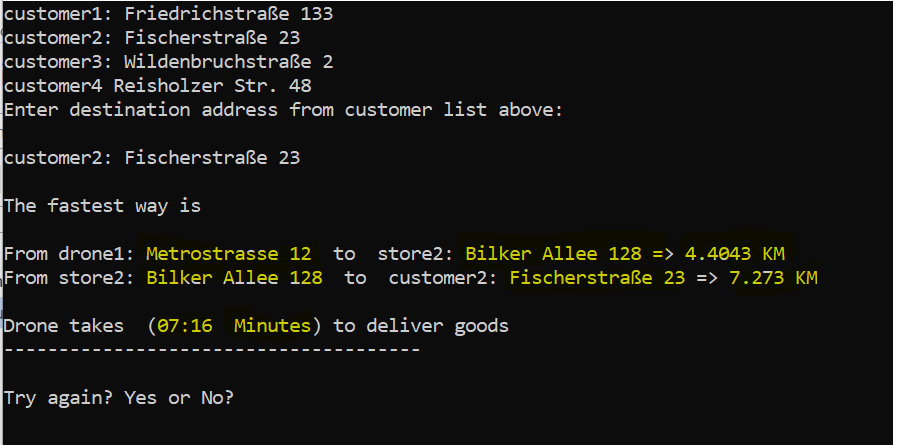 customer1: Friedrichstraße 133
customer2: Fischerstraße 23
customer3: Wildenbruchstraße 2
customer4 Reisholzer Str. 48
Enter destination address from customer list above:
customer2: Fischerstraße 23
The fastest way is
From drone1: Metrostrasse 12  to  store2: Bilker Allee 128 => 4.4043 KM
From store2: Bilker Allee 128  to  customer2: Fischerstraße 23 => 7.273 KM
Drone takes  (07:16  Minutes) to deliver goods
--------------------------------------
Try again? Yes or No?